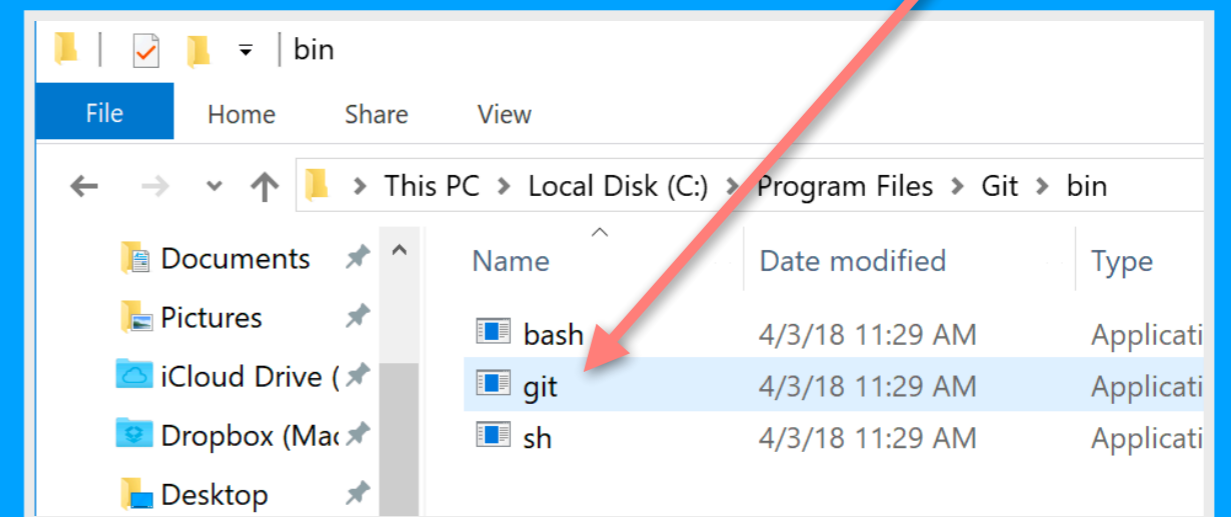 bin
File Home Share View
This PC > Local Disk (C:) > Program Files > Git > bin
Documents
Pictures
iCloud Drive (
Dropbox (Mac
Desktop
Name Date modified Type
bash 4/3/18 11:29 AM Applicati
git 4/3/18 11:29 AM Applicati
sh 4/3/18 11:29 AM Applicati